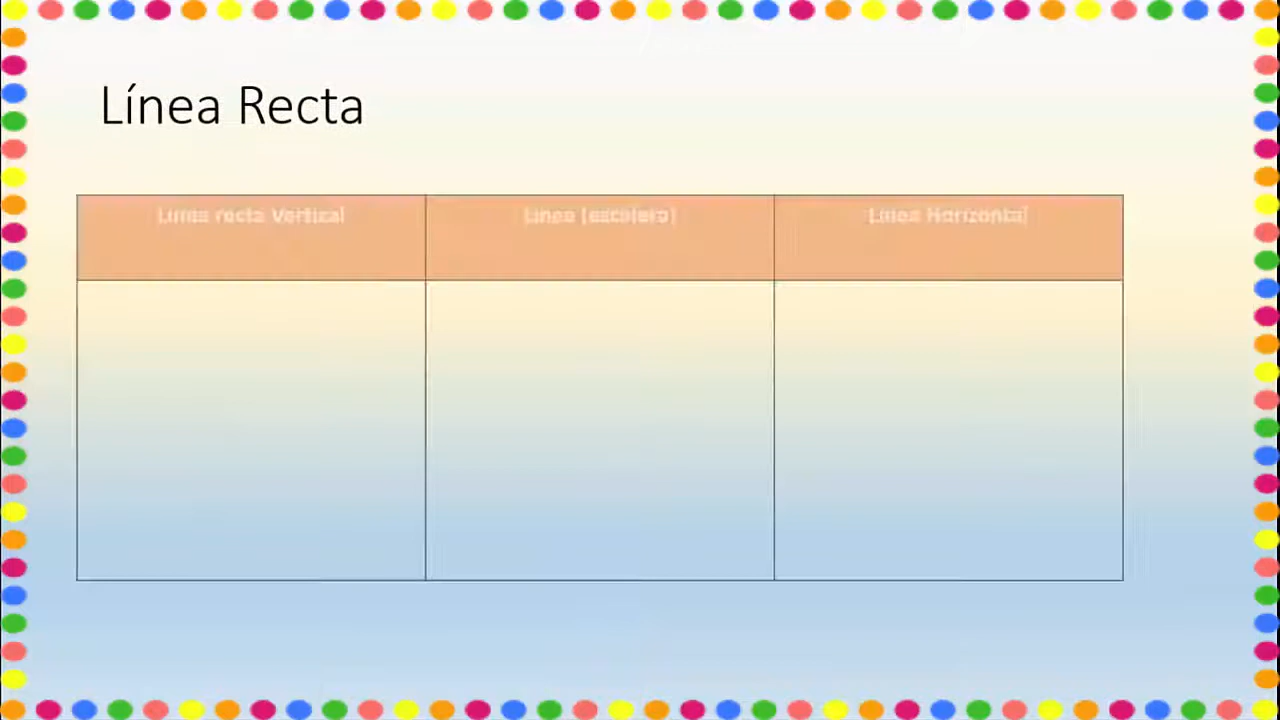 Línea Recta
Línea recta Vertical
Línea (escalera)
Línea Horizontal